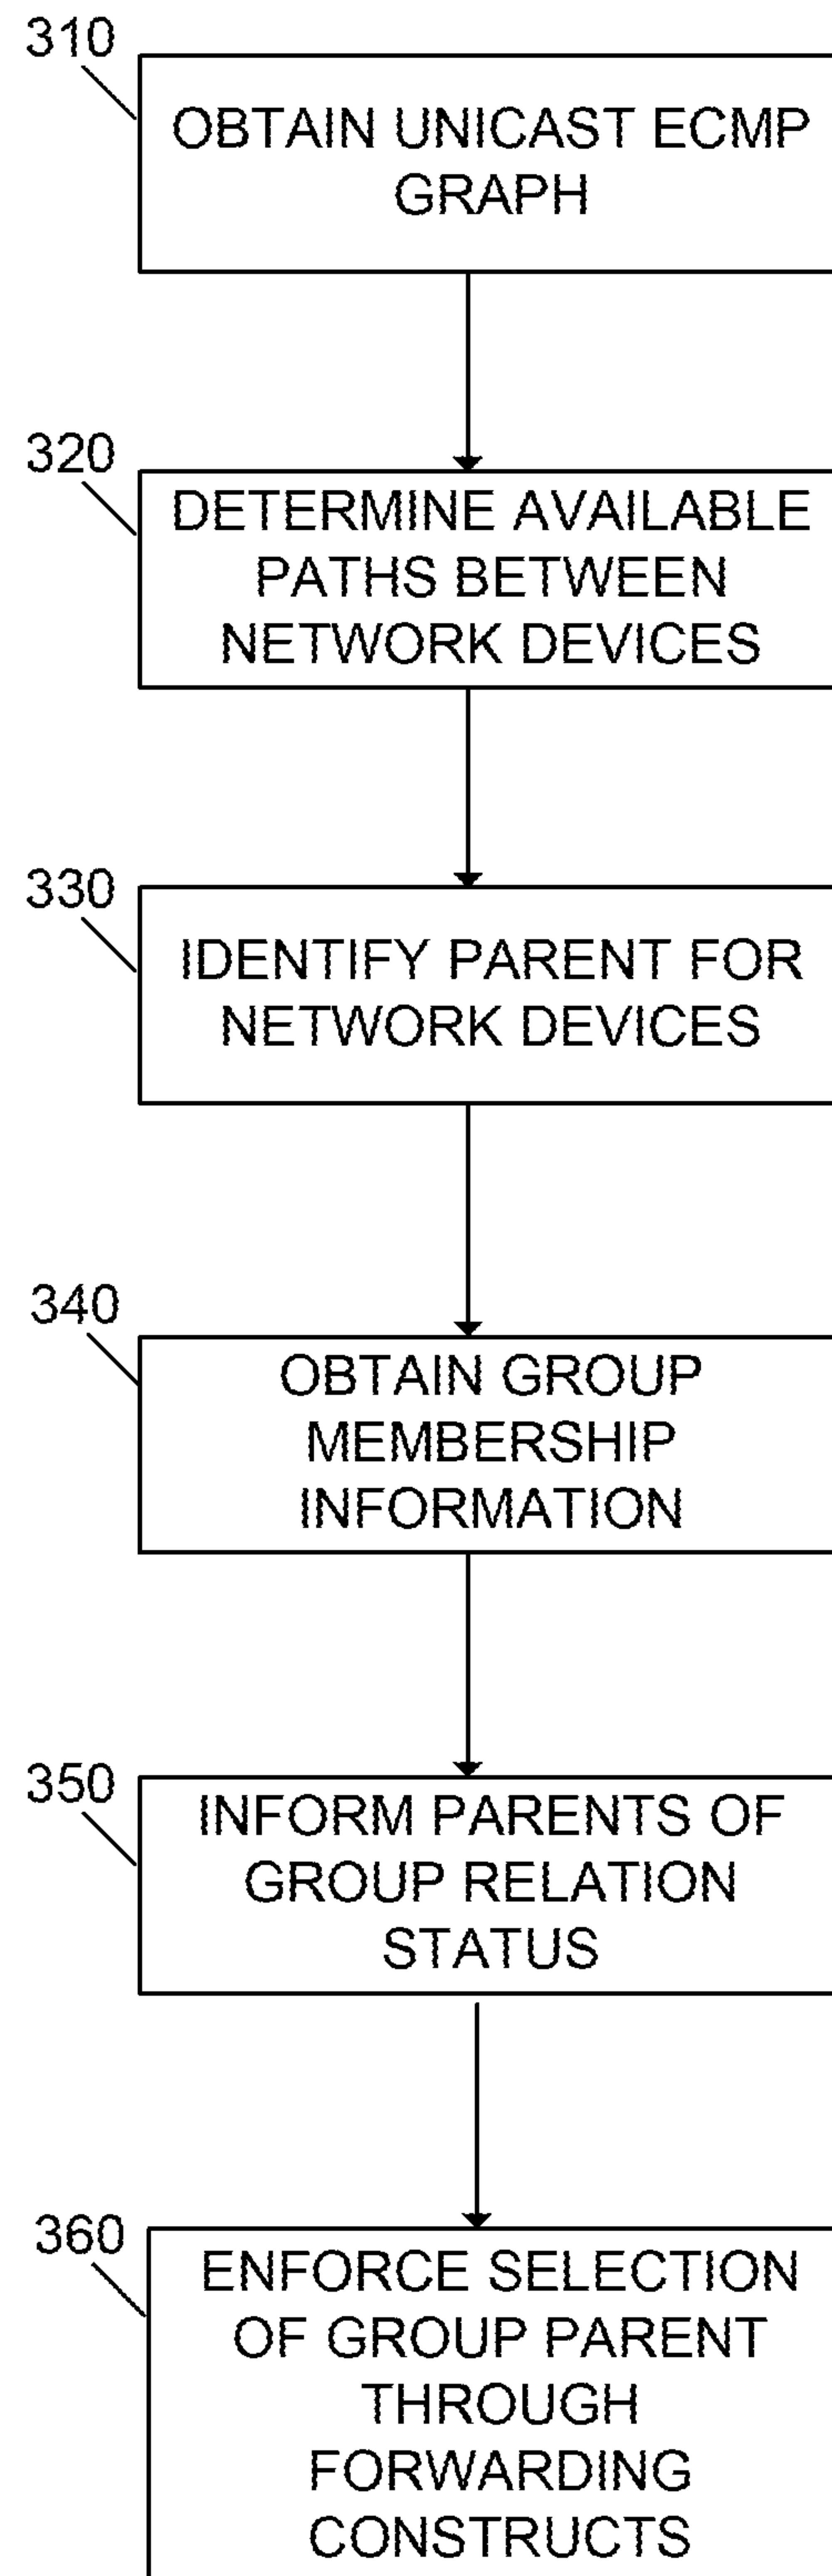 310
OBTAIN UNICAST ECMP
GRAPH
320
DETERMINE AVAILABLE
PATHS BETWEEN
NETWORK DEVICES
330
IDENTIFY PARENT FOR
NETWORK DEVICES
340
OBTAIN GROUP
MEMBERSHIP
INFORMATION
350
INFORM PARENTS OF
GROUP RELATION
STATUS
360
ENFORCE SELECTION
OF GROUP PARENT
THROUGH
FORWARDING
CONSTRUCTS